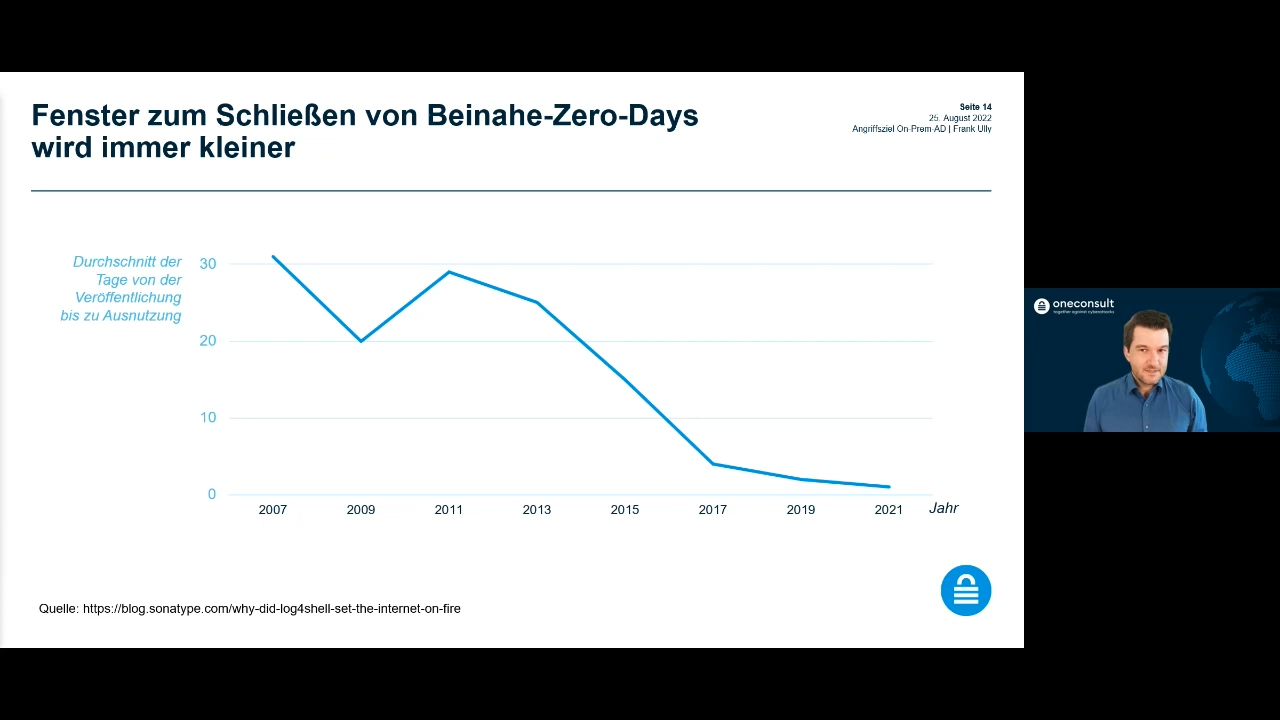 Fenster zum Schließen von Beinahe-Zero-Days
wird immer kleiner
Seite 14
25. August 2022
Angriffsziel On-Prem-AD | Frank Ully
Durchschnitt der
Tage von der
Veröffentlichung
bis zu Ausnutzung
30
20
10
0
2007 2009 2011 2013 2015 2017 2019 2021 Jahr
Quelle: https://blog.sonatype.com/why-did-log4shell-set-the-internet-on-fire
oneconsult
together against cyberattacks